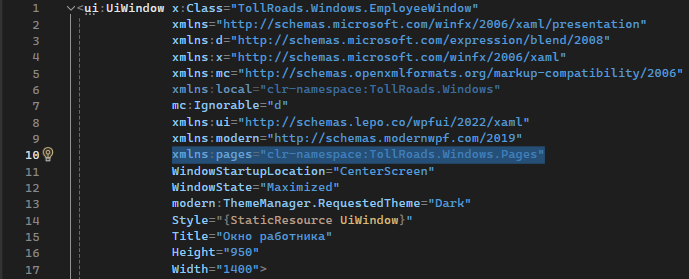 1 <ui:UiWindow x:Class="TollRoads.Windows.EmployeeWindow"
2 xmlns="http://schemas.microsoft.com/winfx/2006/xaml/presentation"
3 xmlns:d="http://schemas.microsoft.com/expression/blend/2008"
4 xmlns:x="http://schemas.microsoft.com/winfx/2006/xaml"
5 xmlns:mc="http://schemas.openxmlformats.org/markup-compatibility/2006"
6 xmlns:local="clr-namespace:TollRoads.Windows"
7 mc:Ignorable="d"
8 xmlns:ui="http://schemas.lepo.co/wpfui/2022/xaml"
9 xmlns:modern="http://schemas.modernwpf.com/2019"
10 xmlns:pages="clr-namespace:TollRoads.Windows.Pages"
11 WindowStartupLocation="CenterScreen"
12 WindowState="Maximized"
13 modern:ThemeManager.RequestedTheme="Dark"
14 Style="{StaticResource UiWindow}"
15 Title="Окно работника"
16 Height="950"
17 Width="1400">